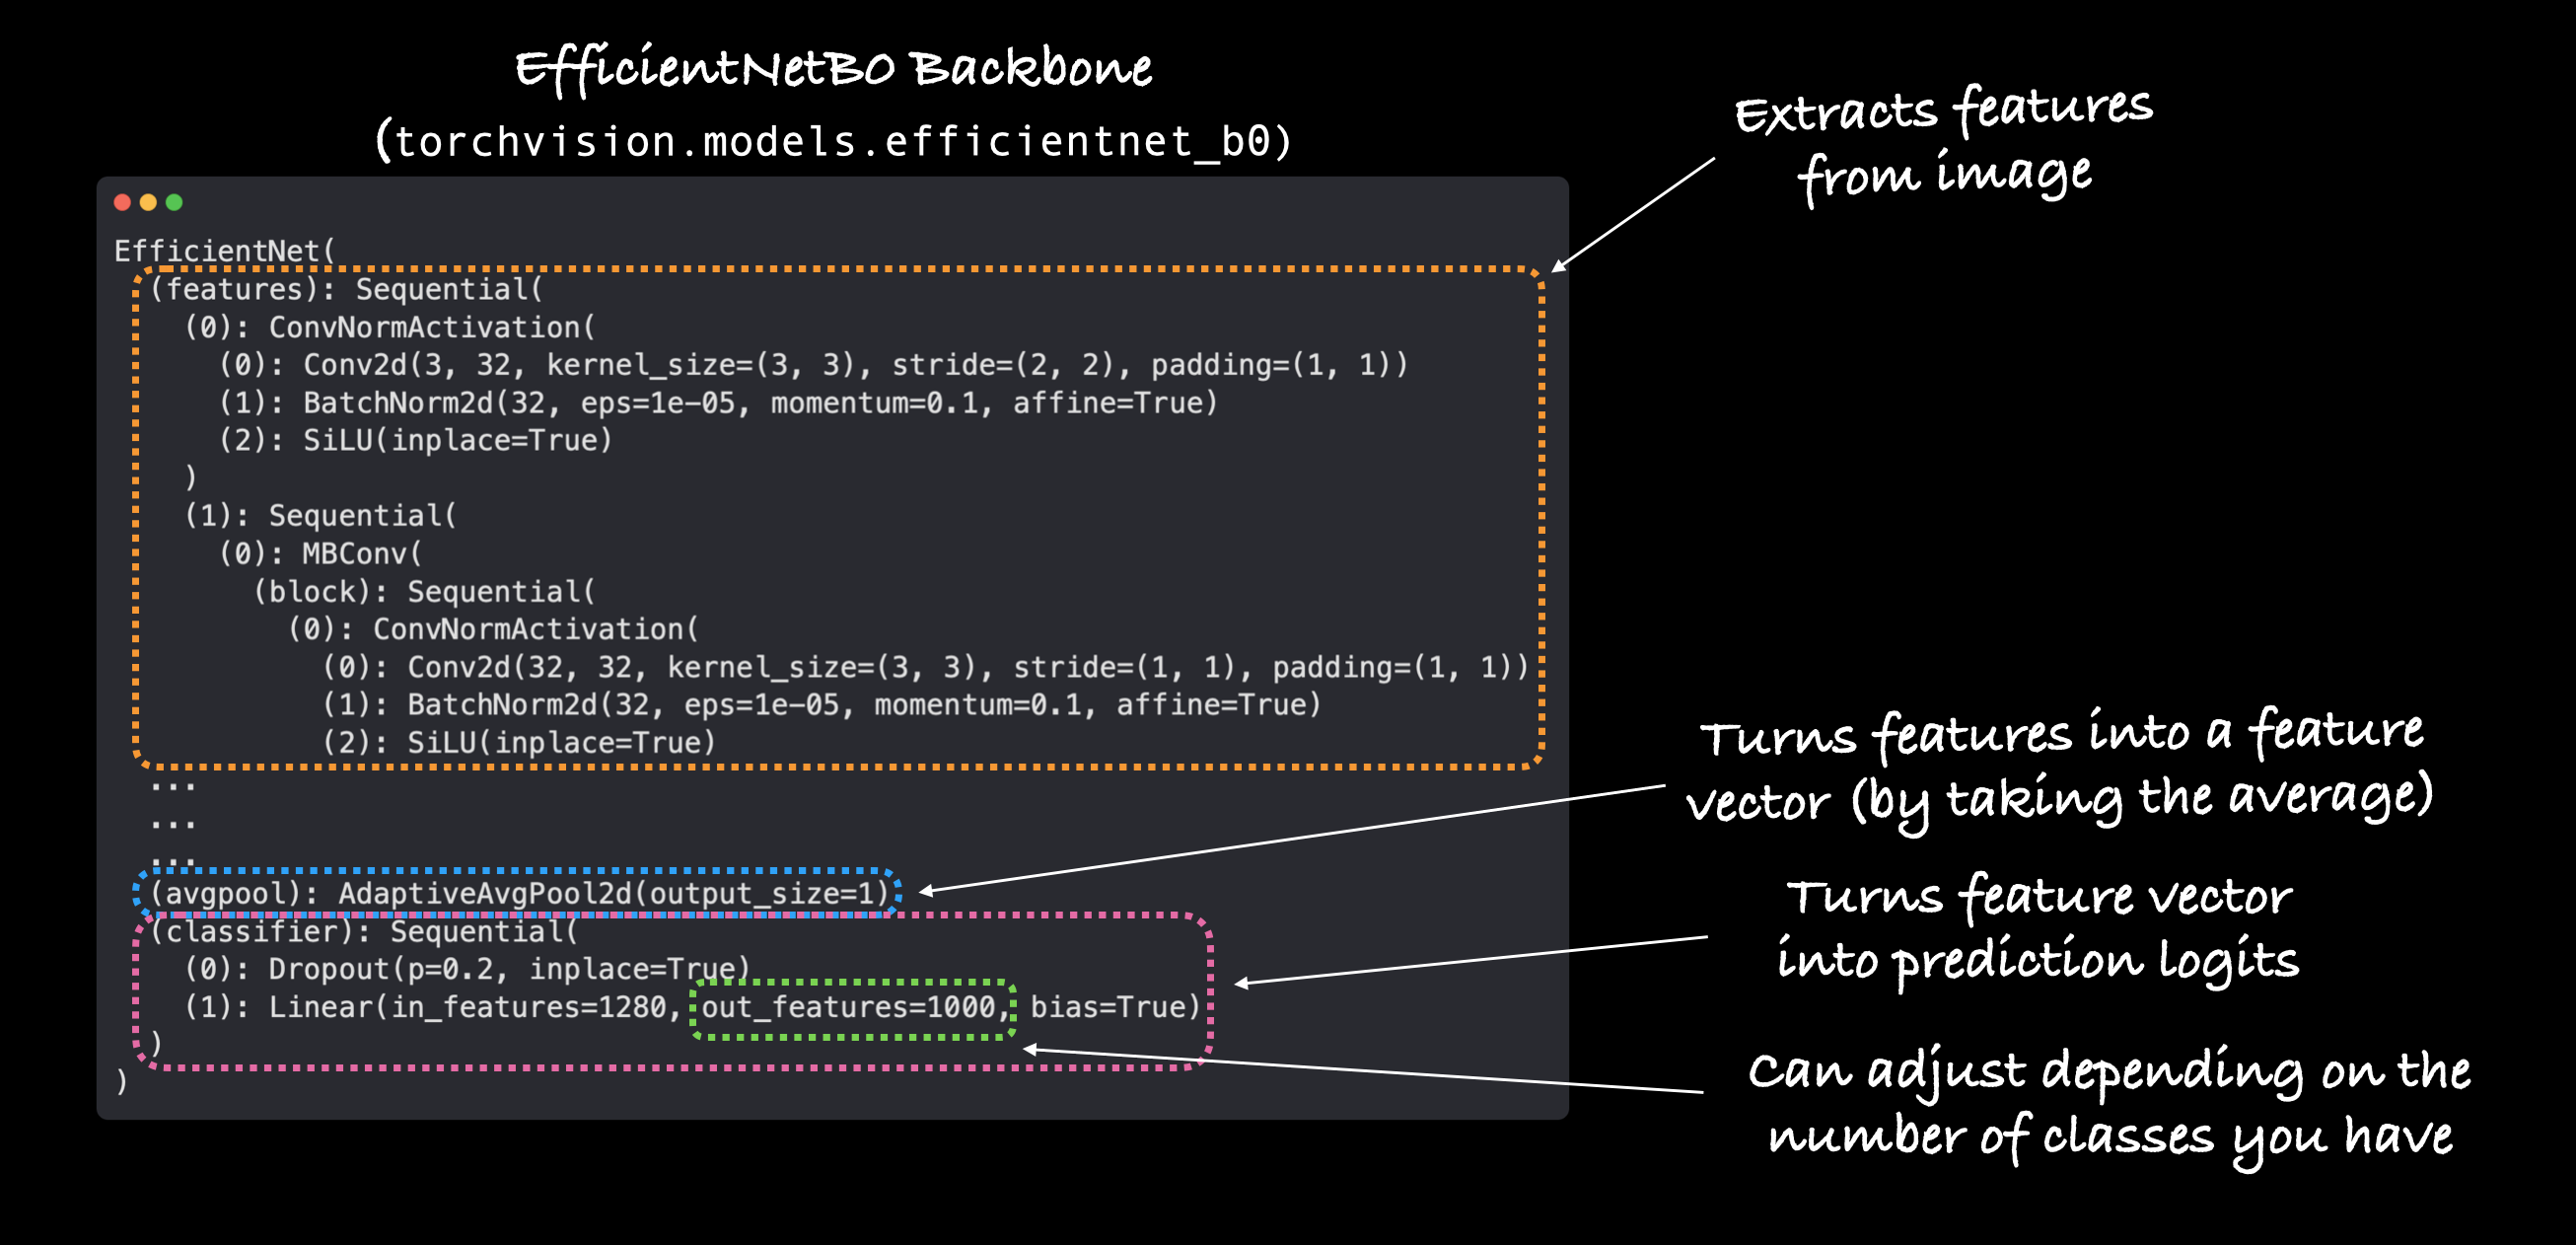 EfficientNetB0 Backbone
(torchvision.models.efficientnet_b0)
Extracts features
from image
EfficientNet(
(features): Sequential(
(0): ConvNormActivation(
(0): Conv2d(3, 32, kernel_size=(3, 3), stride=(2, 2), padding=(1, 1))
(1): BatchNorm2d(32, eps=1e-05, momentum=0.1, affine=True)
(2): SiLU(inplace=True)
)
(1): Sequential(
(0): MBConv(
(block): Sequential(
(0): ConvNormActivation(
(0): Conv2d(32, 32, kernel_size=(3, 3), stride=(1, 1), padding=(1, 1))
(1): BatchNorm2d(32, eps=1e-05, momentum=0.1, affine=True)
(2): SiLU(inplace=True)
...
...
...
(avgpool): AdaptiveAvgPool2d(output_size=1)
(classifier): Sequential(
(0): Dropout(p=0.2, inplace=True)
(1): Linear(in_features=1280, out_features=1000, bias=True)
)
)
Turns features into a feature
vector (by taking the average)
Turns feature vector
into prediction logits
Can adjust depending on the
number of classes you have